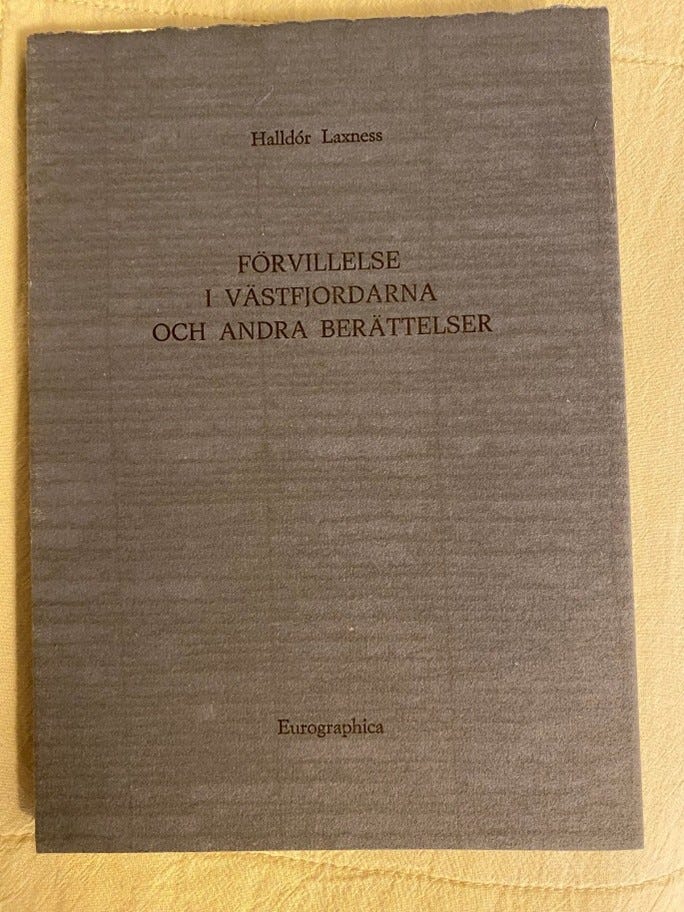 Halldór Laxness
FÖRVILLELSE
I VÄSTFJORDARNA
OCH ANDRA BERÄTTELSER
Eurographica